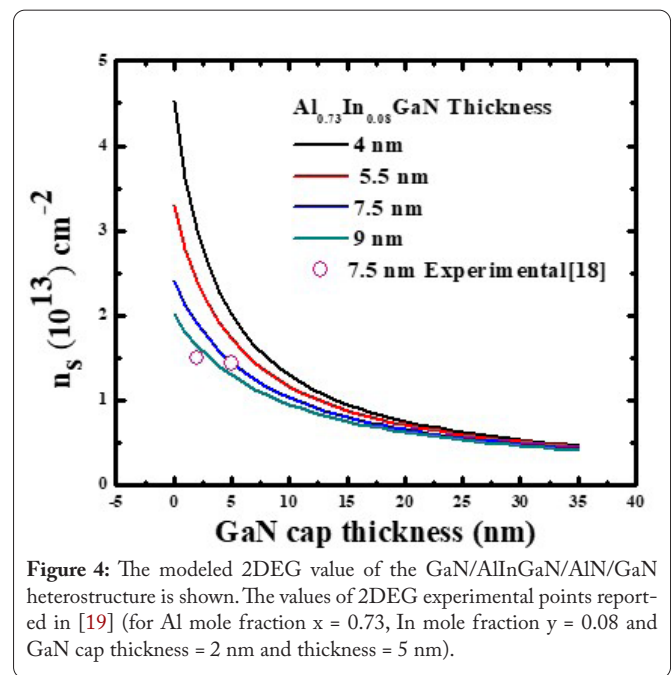 5
4
3
2
1
0
n_s (10^13) cm^-2
Al_0.73In_0.08GaN Thickness
4 nm
5.5 nm
7.5 nm
9 nm
7.5 nm Experimental[18]
-5 0 5 10 15 20 25 30 35 40
GaN cap thickness (nm)
Figure 4: The modeled 2DEG value of the GaN/AlInGaN/AlN/GaN
heterostructure is shown. The values of 2DEG experimental points report-
ed in [19] (for Al mole fraction x = 0.73, In mole fraction y = 0.08 and
GaN cap thickness = 2 nm and thickness = 5 nm).